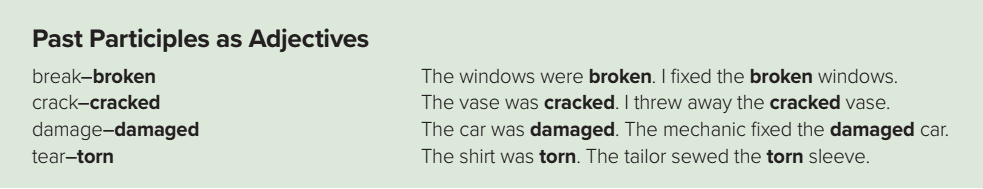 Past Participles as Adjectives
break–broken The windows were broken. I fixed the broken windows.
crack–cracked The vase was cracked. I threw away the cracked vase.
damage–damaged The car was damaged. The mechanic fixed the damaged car.
tear–torn The shirt was torn. The tailor sewed the torn sleeve.